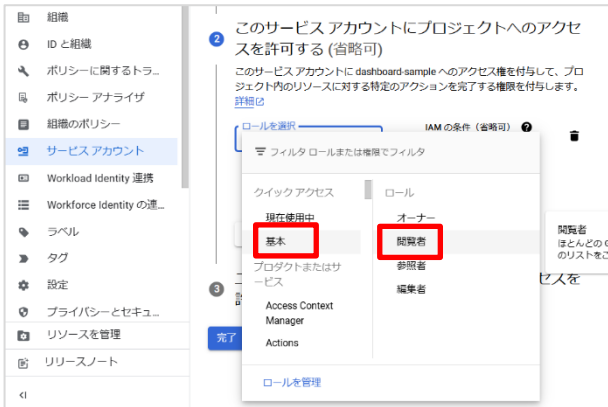 組織
ID と組織
ポリシーに関するトラ...
ポリシー アナライザ
組織のポリシー
サービス アカウント
Workload Identity 連携
Workforce Identity の連...
ラベル
タグ
設定
プライバシーとセキュ...
リソースを管理
リリースノート
2
このサービス アカウントにプロジェクトへのアクセ
スを許可する (省略可)
このサービス アカウントに dashboard-sample へのアクセス権を付与して、プロ
ジェクト内のリソースに対する特定のアクションを完了する権限を付与します。
詳細
ロールを選択
IAM の条件（省略可）
フィルタ ロールまたは権限でフィルタ
クイック アクセス
現在使用中
基本
プロダクトまたはサ
ービス
Access Context
Manager
Actions
ロール
オーナー
閲覧者
参照者
編集者
ロールを管理
閲覧者
ほとんどの G
のリストをこ
3
セスを
完了